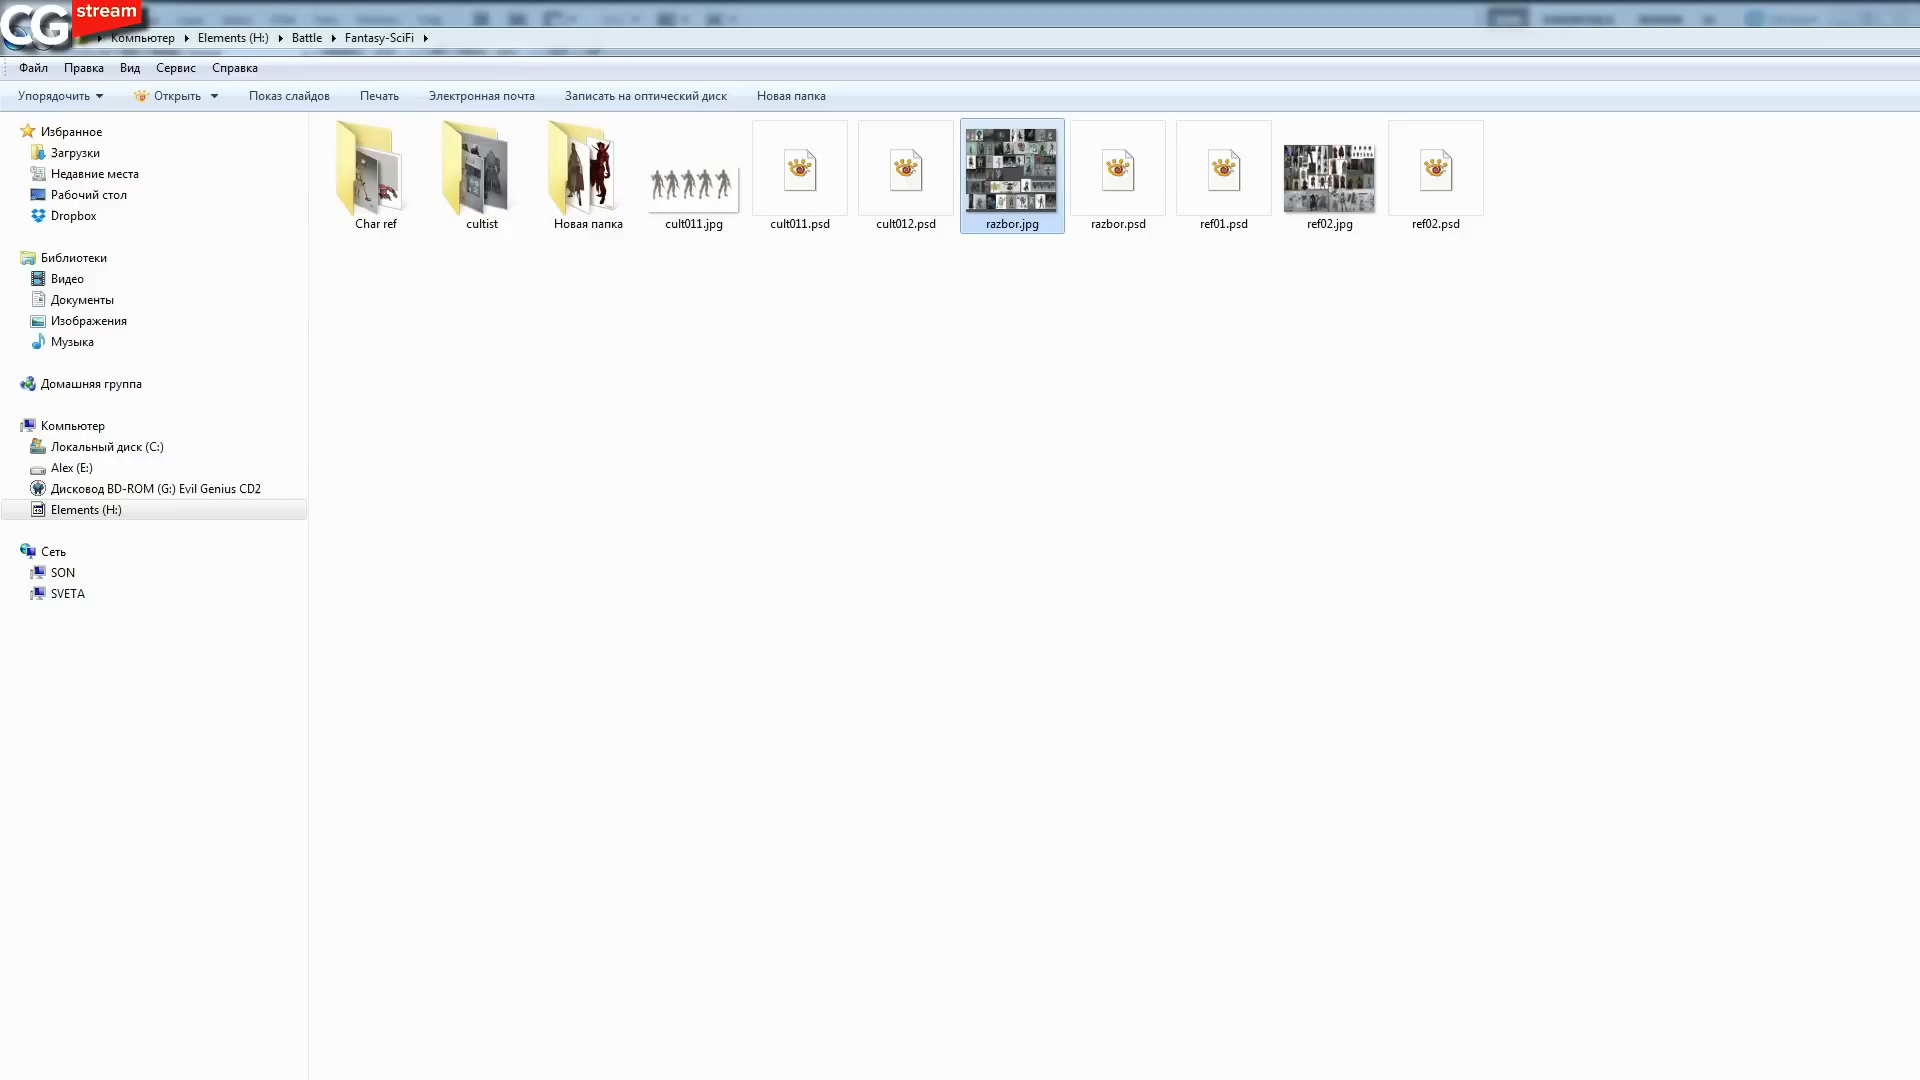 CG stream
Компьютер Elements (H:) Battle Fantasy-SciFi
Файл Правка Вид Сервис Справка
Упорядочить Открыть Показ слайдов Печать Электронная почта Записать на оптический диск Новая папка
Избранное
Загрузки
Недавние места
Рабочий стол
Dropbox
Библиотеки
Видео
Документы
Изображения
Музыка
Домашняя группа
Компьютер
Локальный диск (C:)
Alex (E:)
Дисковод BD-ROM (G:) Evil Genius CD2
Elements (H:)
Сеть
SON
SVETA
Char ref
cultist
Новая папка
cult011.jpg
cult011.psd
cult012.psd
razbor.jpg
razbor.psd
ref01.psd
ref02.jpg
ref02.psd